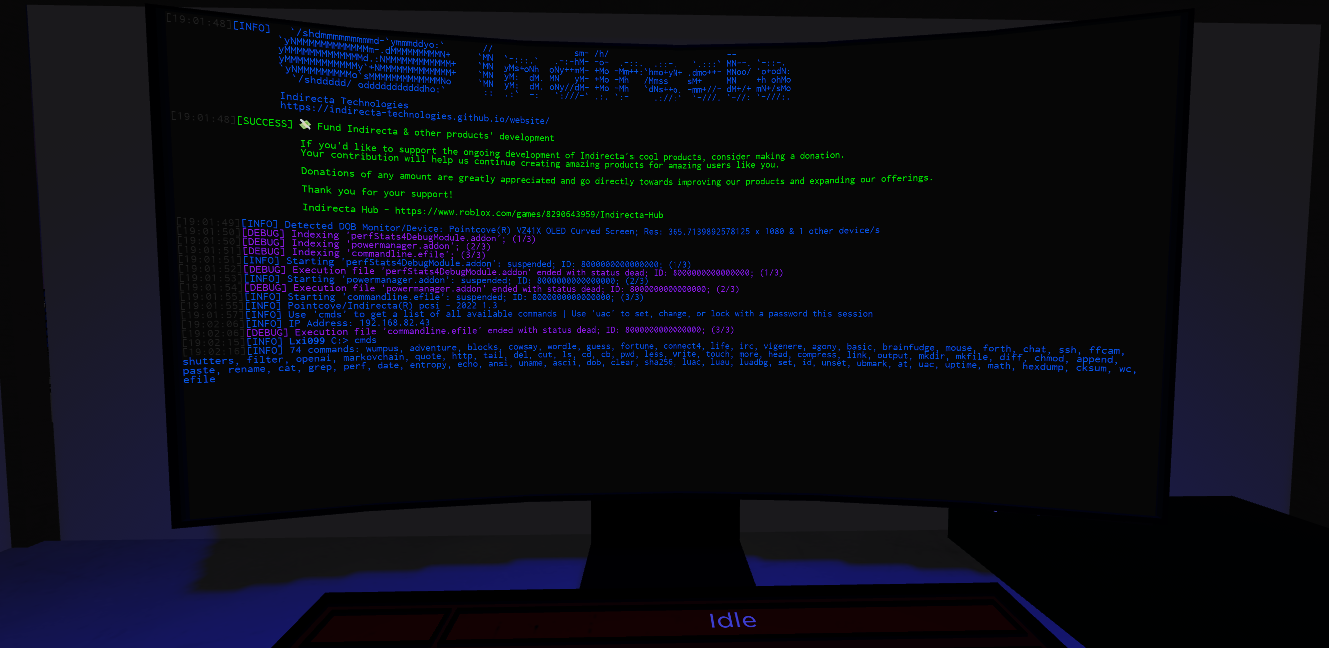 [19:01:48][INFO]
Indirecta Technologies
https://indirecta-technologies.github.io/website/
[19:01:48][SUCCESS] 💸 Fund Indirecta & other products' development
If you'd like to support the ongoing development of Indirecta's cool products, consider making a donation.
Your contribution will help us continue creating amazing products for amazing users like you.
Donations of any amount are greatly appreciated and go directly towards improving our products and expanding our offerings.
Thank you for your support!
Indirecta Hub - https://www.roblox.com/games/8290643959/Indirecta-Hub
[19:01:49][INFO] Detected DOB Monitor/Device: Pointcove(R) VZ41X OLED Curved Screen; Res: 365.7139892578125 x 1080 & 1 other device/s
[19:01:50][DEBUG] Indexing 'perfStats4DebugModule.addon'; (1/3)
[19:01:50][DEBUG] Indexing 'powermanager.addon'; (2/3)
[19:01:51][DEBUG] Indexing 'commandline.efile'; (3/3)
[19:01:51][INFO] Starting 'perfStats4DebugModule.addon': suspended; ID: 8000000000000000; (1/3)
[19:01:52][DEBUG] Execution file 'perfStats4DebugModule.addon' ended with status dead; ID: 8000000000000000; (1/3)
[19:01:53][INFO] Starting 'powermanager.addon': suspended; ID: 8000000000000000; (2/3)
[19:01:54][DEBUG] Execution file 'powermanager.addon' ended with status dead; ID: 8000000000000000; (2/3)
[19:01:55][INFO] Starting 'commandline.efile': suspended; ID: 8000000000000000; (3/3)
[19:01:55][INFO] Pointcove/Indirecta(R) pcsi - 2022 1.3
[19:01:57][INFO] Use 'cmds' to get a list of all available commands | Use 'uac' to set, change, or lock with a password this session
[19:02:06][INFO] IP Address: 192.168.82.43
[19:02:06][DEBUG] Execution file 'commandline.efile' ended with status dead; ID: 8000000000000000; (3/3)
[INFO] Lxi099 C:> cmds
[INFO] 74 commands: wumpus, adventure, blocks, cowsay, wordle, guess, fortune, connect4, life, irc, vigenere, agony, basic, brainfudge, mouse, forth, chat, ssh, ffcam,
shutters, filter, openai, markovchain, quote, http, tail, del, cut, ls, cd, cb, pwd, less, write, touch, more, head, compress, link, output, mkdir, mkfile, diff, chmod, append,
paste, rename, cat, grep, perf, date, entropy, echo, ansi, uname, ascii, dob, clear, sha256, luac, luau, luadbg, set, id, unset, ubmark, at, uac, uptime, math, hexdump, cksum, wc,
efile
Idle